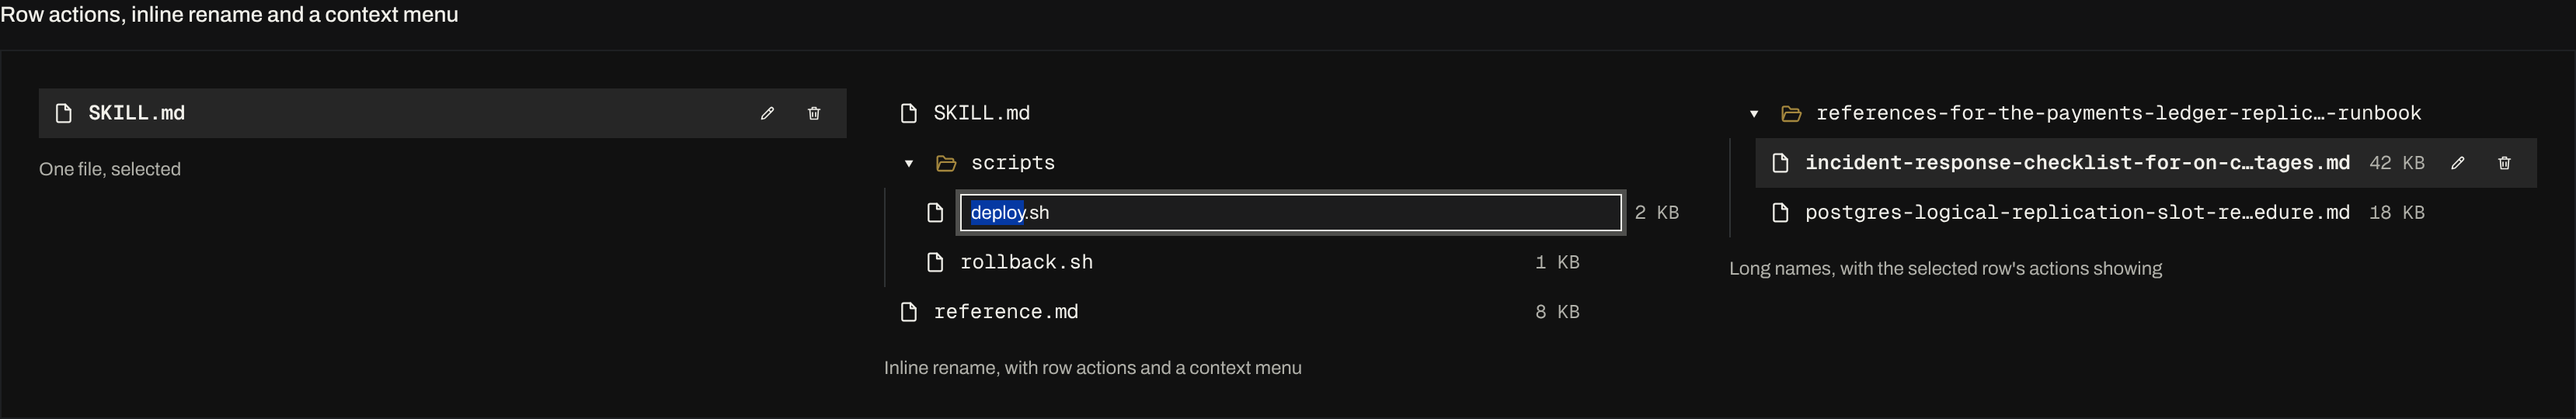 Row actions, inline rename and a context menu
SKILL.md
One file, selected
SKILL.md
scripts
deploy.sh 2 KB
rollback.sh 1 KB
reference.md 8 KB
Inline rename, with row actions and a context menu
references-for-the-payments-ledger-replic…-runbook
incident-response-checklist-for-on-c…tages.md 42 KB
postgres-logical-replication-slot-re…edure.md 18 KB
Long names, with the selected row's actions showing